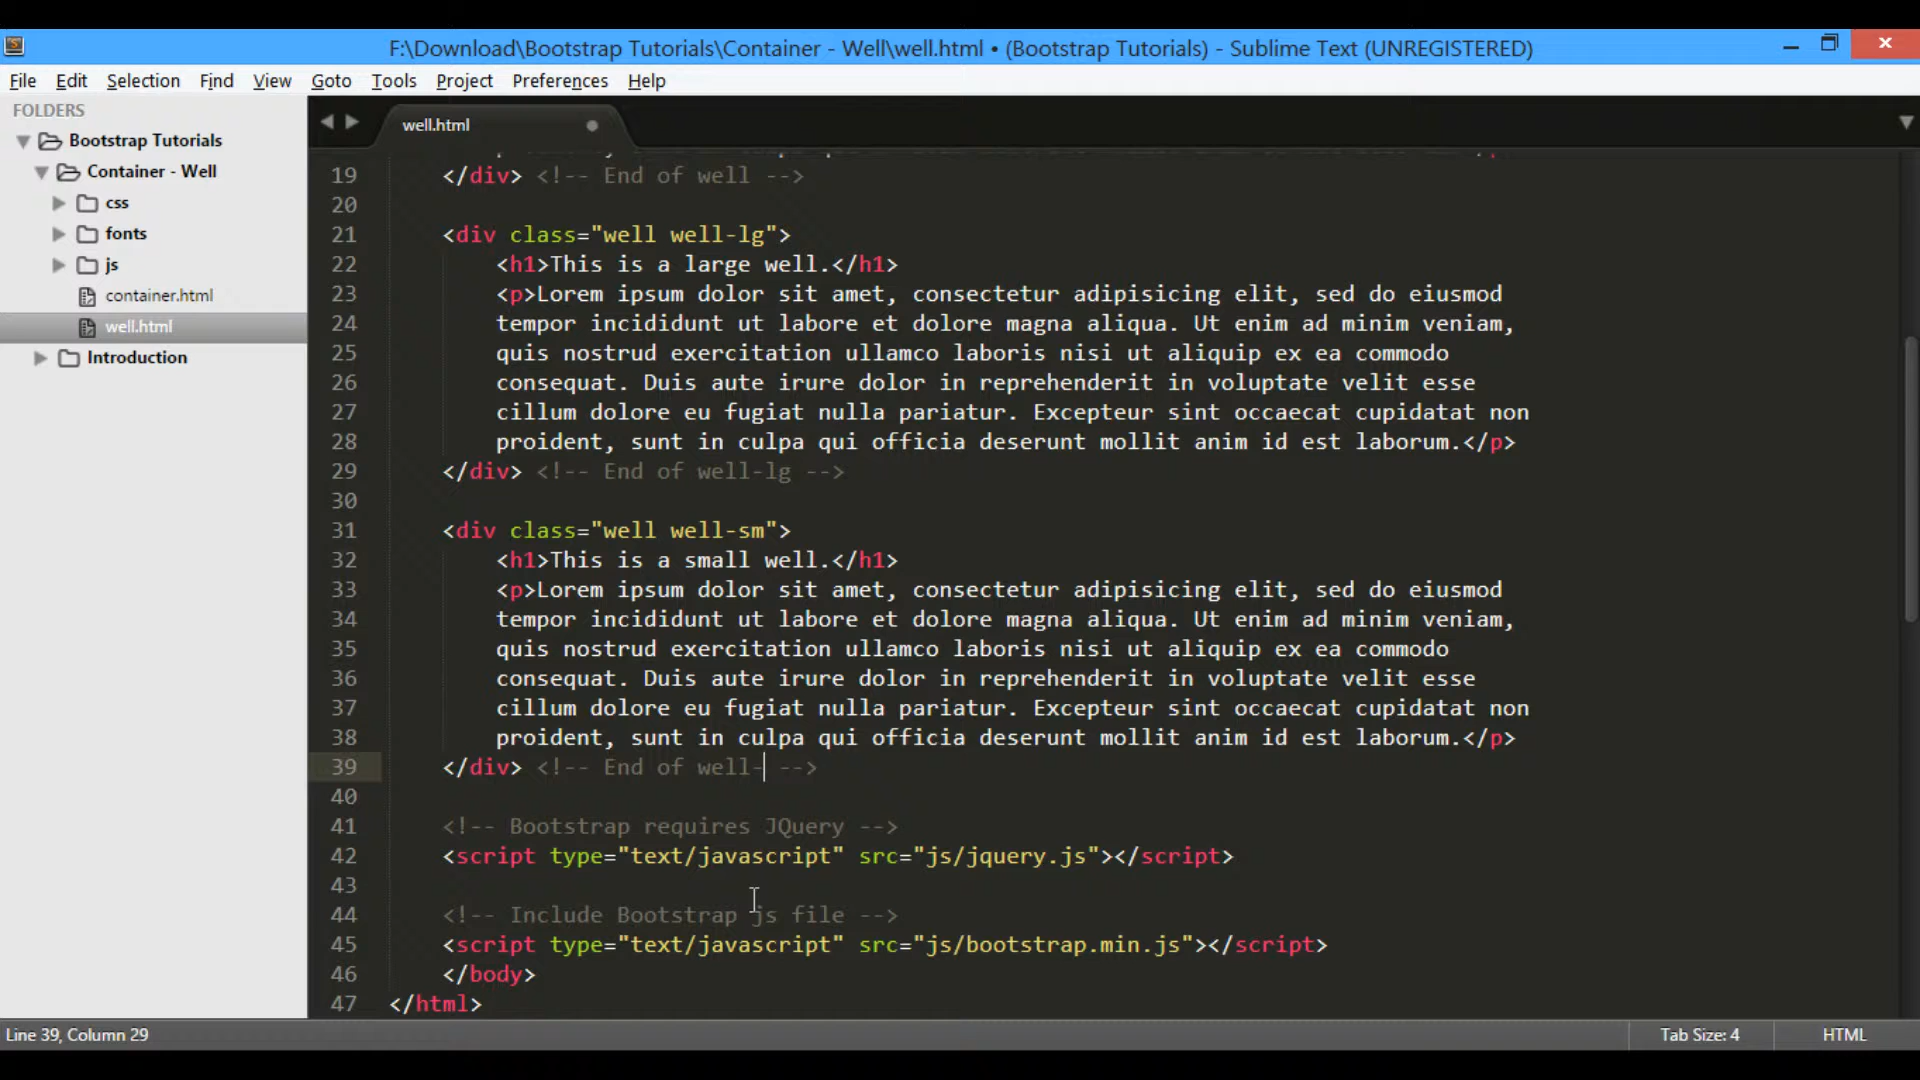 F:\Download\Bootstrap Tutorials\Container - Well\well.html • (Bootstrap Tutorials) - Sublime Text (UNREGISTERED)
File Edit Selection Find View Goto Tools Project Preferences Help
FOLDERS
Bootstrap Tutorials
Container - Well
css
fonts
js
container.html
well.html
Introduction
well.html
19 </div> <!-- End of well -->
20
21 <div class="well well-lg">
22 <h1>This is a large well.</h1>
23 <p>Lorem ipsum dolor sit amet, consectetur adipisicing elit, sed do eiusmod
24 tempor incididunt ut labore et dolore magna aliqua. Ut enim ad minim veniam,
25 quis nostrud exercitation ullamco laboris nisi ut aliquip ex ea commodo
26 consequat. Duis aute irure dolor in reprehenderit in voluptate velit esse
27 cillum dolore eu fugiat nulla pariatur. Excepteur sint occaecat cupidatat non
28 proident, sunt in culpa qui officia deserunt mollit anim id est laborum.</p>
29 </div> <!-- End of well-lg -->
30
31 <div class="well well-sm">
32 <h1>This is a small well.</h1>
33 <p>Lorem ipsum dolor sit amet, consectetur adipisicing elit, sed do eiusmod
34 tempor incididunt ut labore et dolore magna aliqua. Ut enim ad minim veniam,
35 quis nostrud exercitation ullamco laboris nisi ut aliquip ex ea commodo
36 consequat. Duis aute irure dolor in reprehenderit in voluptate velit esse
37 cillum dolore eu fugiat nulla pariatur. Excepteur sint occaecat cupidatat non
38 proident, sunt in culpa qui officia deserunt mollit anim id est laborum.</p>
39 </div> <!-- End of well- -->
40
41 <!-- Bootstrap requires JQuery -->
42 <script type="text/javascript" src="js/jquery.js"></script>
43
44 <!-- Include Bootstrap js file -->
45 <script type="text/javascript" src="js/bootstrap.min.js"></script>
46 </body>
47 </html>
Line 39, Column 29
Tab Size: 4
HTML